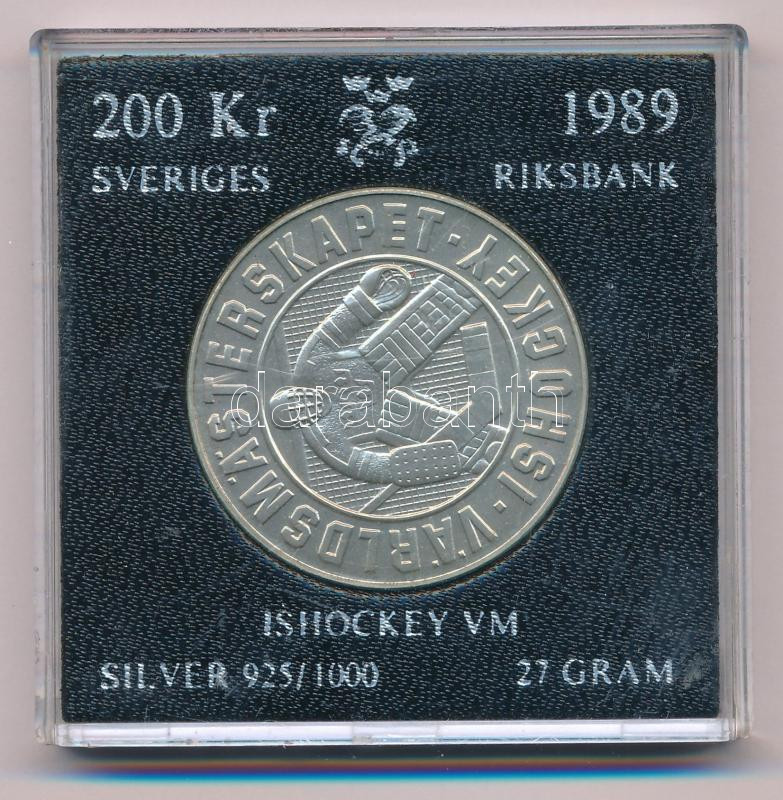 200 Kr 1989
SVERIGES RIKSBANK
VÄRLDSMÄSTERSKAPET · ISHOCKEY ·
darabanth
ISHOCKEY VM
SILVER 925/1000 27 GRAM